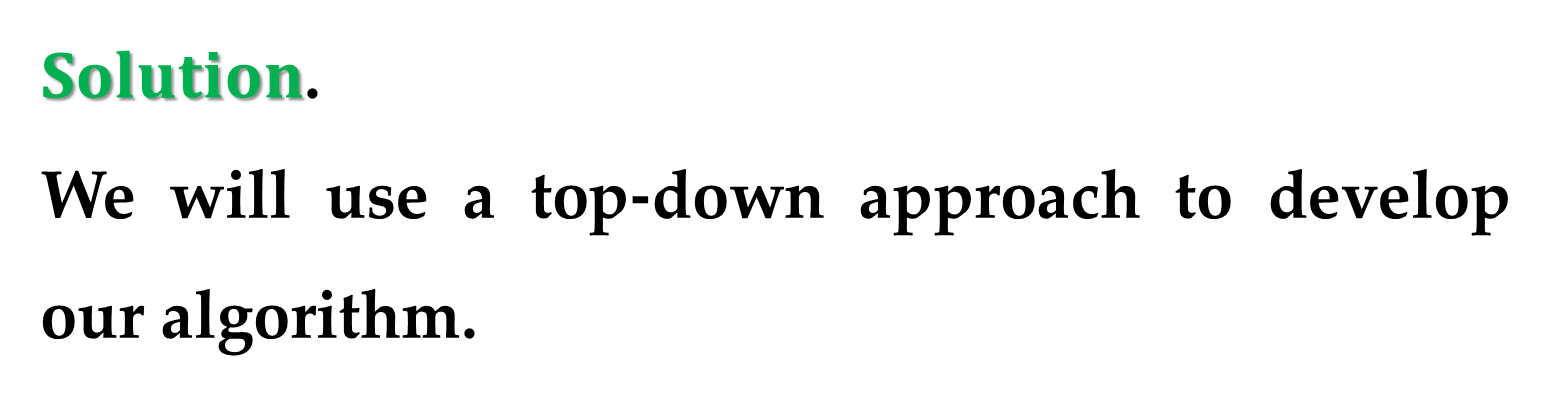 Solution.
We will use a top-down approach to develop
our algorithm.